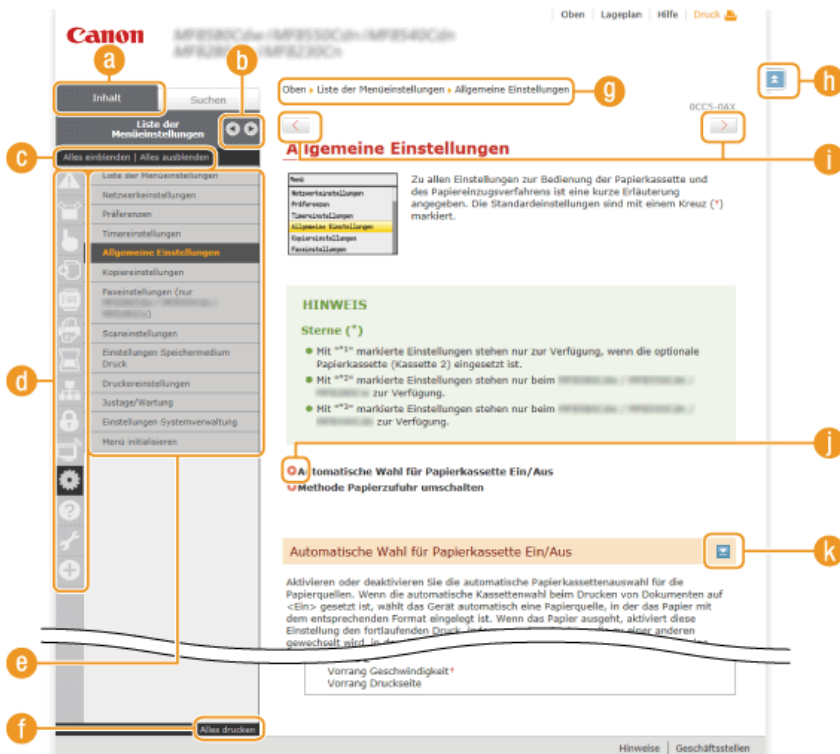 Oben | Lageplan | Hilfe | Druck
Canon
a
b
Inhalt
Suchen
Oben ▸ Liste der Menüeinstellungen ▸ Allgemeine Einstellungen
g
h
0CC5-0AX
Liste der
Menüeinstellungen
c
Alles einblenden | Alles ausblenden
i
Allgemeine Einstellungen
Liste der Menüeinstellungen
Netzwerkeinstellungen
Präferenzen
Timereinstellungen
Allgemeine Einstellungen
Kopiereinstellungen
Faxeinstellungen (nur
Scaneinstellungen
Einstellungen Speichermedium
Druck
Druckereinstellungen
Justage/Wartung
Einstellungen Systemverwaltung
Menü initialisieren
d
e
f
Alles drucken
Menü
Netzwerkeinstellungen
Präferenzen
Timereinstellungen
Allgemeine Einstellungen
Kopiereinstellungen
Faxeinstellungen
Zu allen Einstellungen zur Bedienung der Papierkassette und
des Papiereinzugsverfahrens ist eine kurze Erläuterung
angegeben. Die Standardeinstellungen sind mit einem Kreuz (†)
markiert.
HINWEIS
Sterne (*)
Mit "*1" markierte Einstellungen stehen nur zur Verfügung, wenn die optionale
Papierkassette (Kassette 2) eingesetzt ist.
Mit "*2" markierte Einstellungen stehen nur beim
zur Verfügung.
Mit "*3" markierte Einstellungen stehen nur beim
zur Verfügung.
j
Automatische Wahl für Papierkassette Ein/Aus
Methode Papierzufuhr umschalten
Automatische Wahl für Papierkassette Ein/Aus
k
Aktivieren oder deaktivieren Sie die automatische Papierkassettenauswahl für die
Papierquellen. Wenn die automatische Kassettenwahl beim Drucken von Dokumenten auf
<Ein> gesetzt ist, wählt das Gerät automatisch eine Papierquelle, in der das Papier mit
dem entsprechenden Format eingelegt ist. Wenn das Papier ausgeht, aktiviert diese
Einstellung den fortlaufenden Druck, zu einer anderen
gewechselt wird, in
Vorrang Geschwindigkeit†
Vorrang Druckseite
Hinweise | Geschäftsstellen